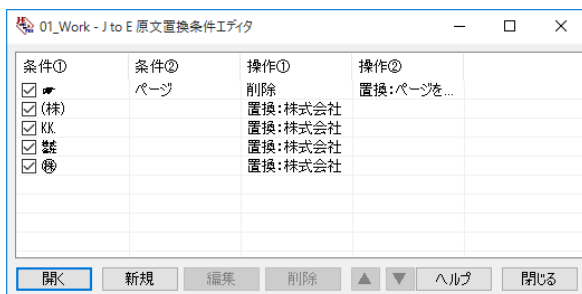 01_Work - J to E 原文置換条件エディタ
条件① 条件② 操作① 操作②
☛ ページ 削除 置換:ページを...
(株) 置換:株式会社
KK. 置換:株式会社
㍿ 置換:株式会社
㊑ 置換:株式会社
開く 新規 編集 削除 ▲ ▼ ヘルプ 閉じる